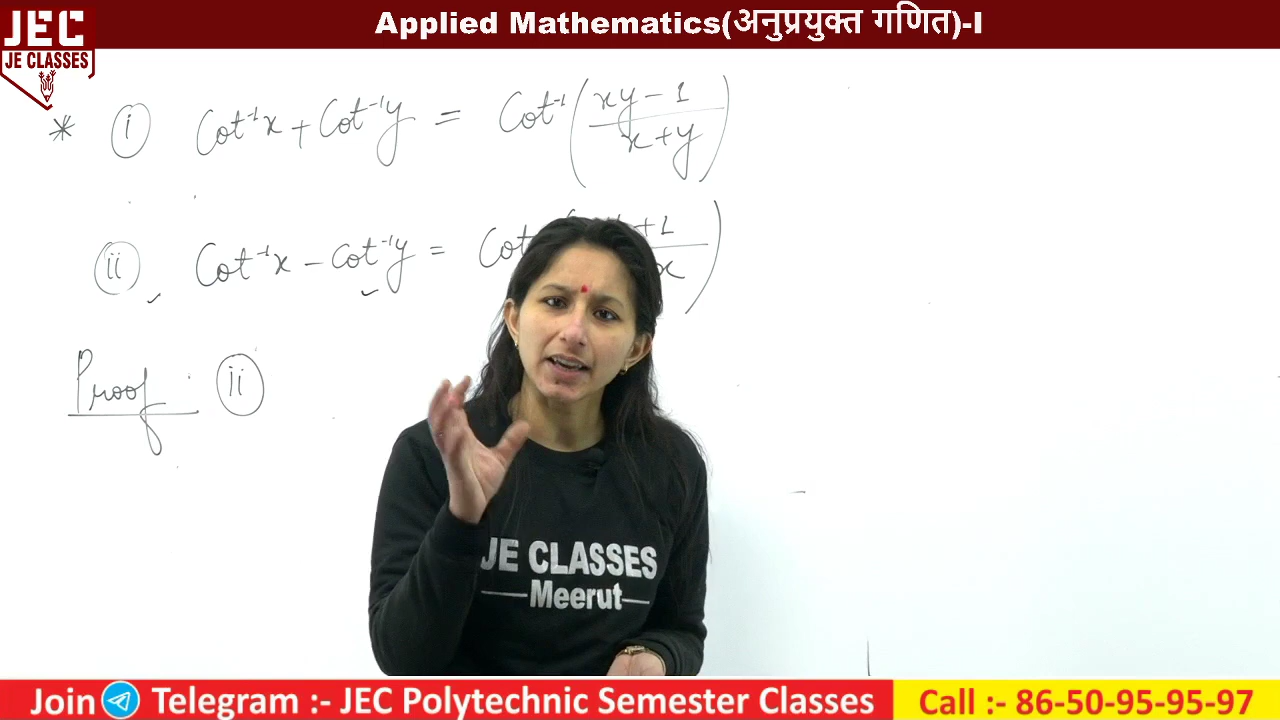 Applied Mathematics(अनुप्रयुक्त गणित)-I
JEC
JE CLASSES
* (i) Cot⁻¹x + Cot⁻¹y = Cot⁻¹ ( xy - 1 / x + y )
(ii) Cot⁻¹x - Cot⁻¹y = Cot + 1 x )
Proof : (ii)
JE CLASSES
Meerut
Join Telegram :- JEC Polytechnic Semester Classes
Call :- 86-50-95-95-97